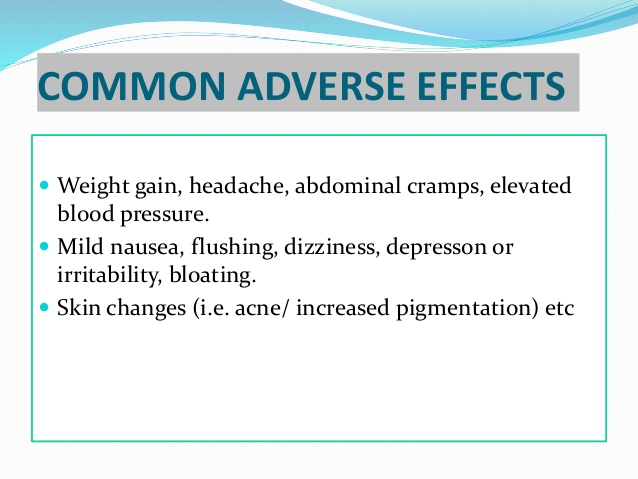 COMMON ADVERSE EFFECTS
• Weight gain, headache, abdominal cramps, elevated
blood pressure.
• Mild nausea, flushing, dizziness, depresson or
irritability, bloating.
• Skin changes (i.e. acne/ increased pigmentation) etc